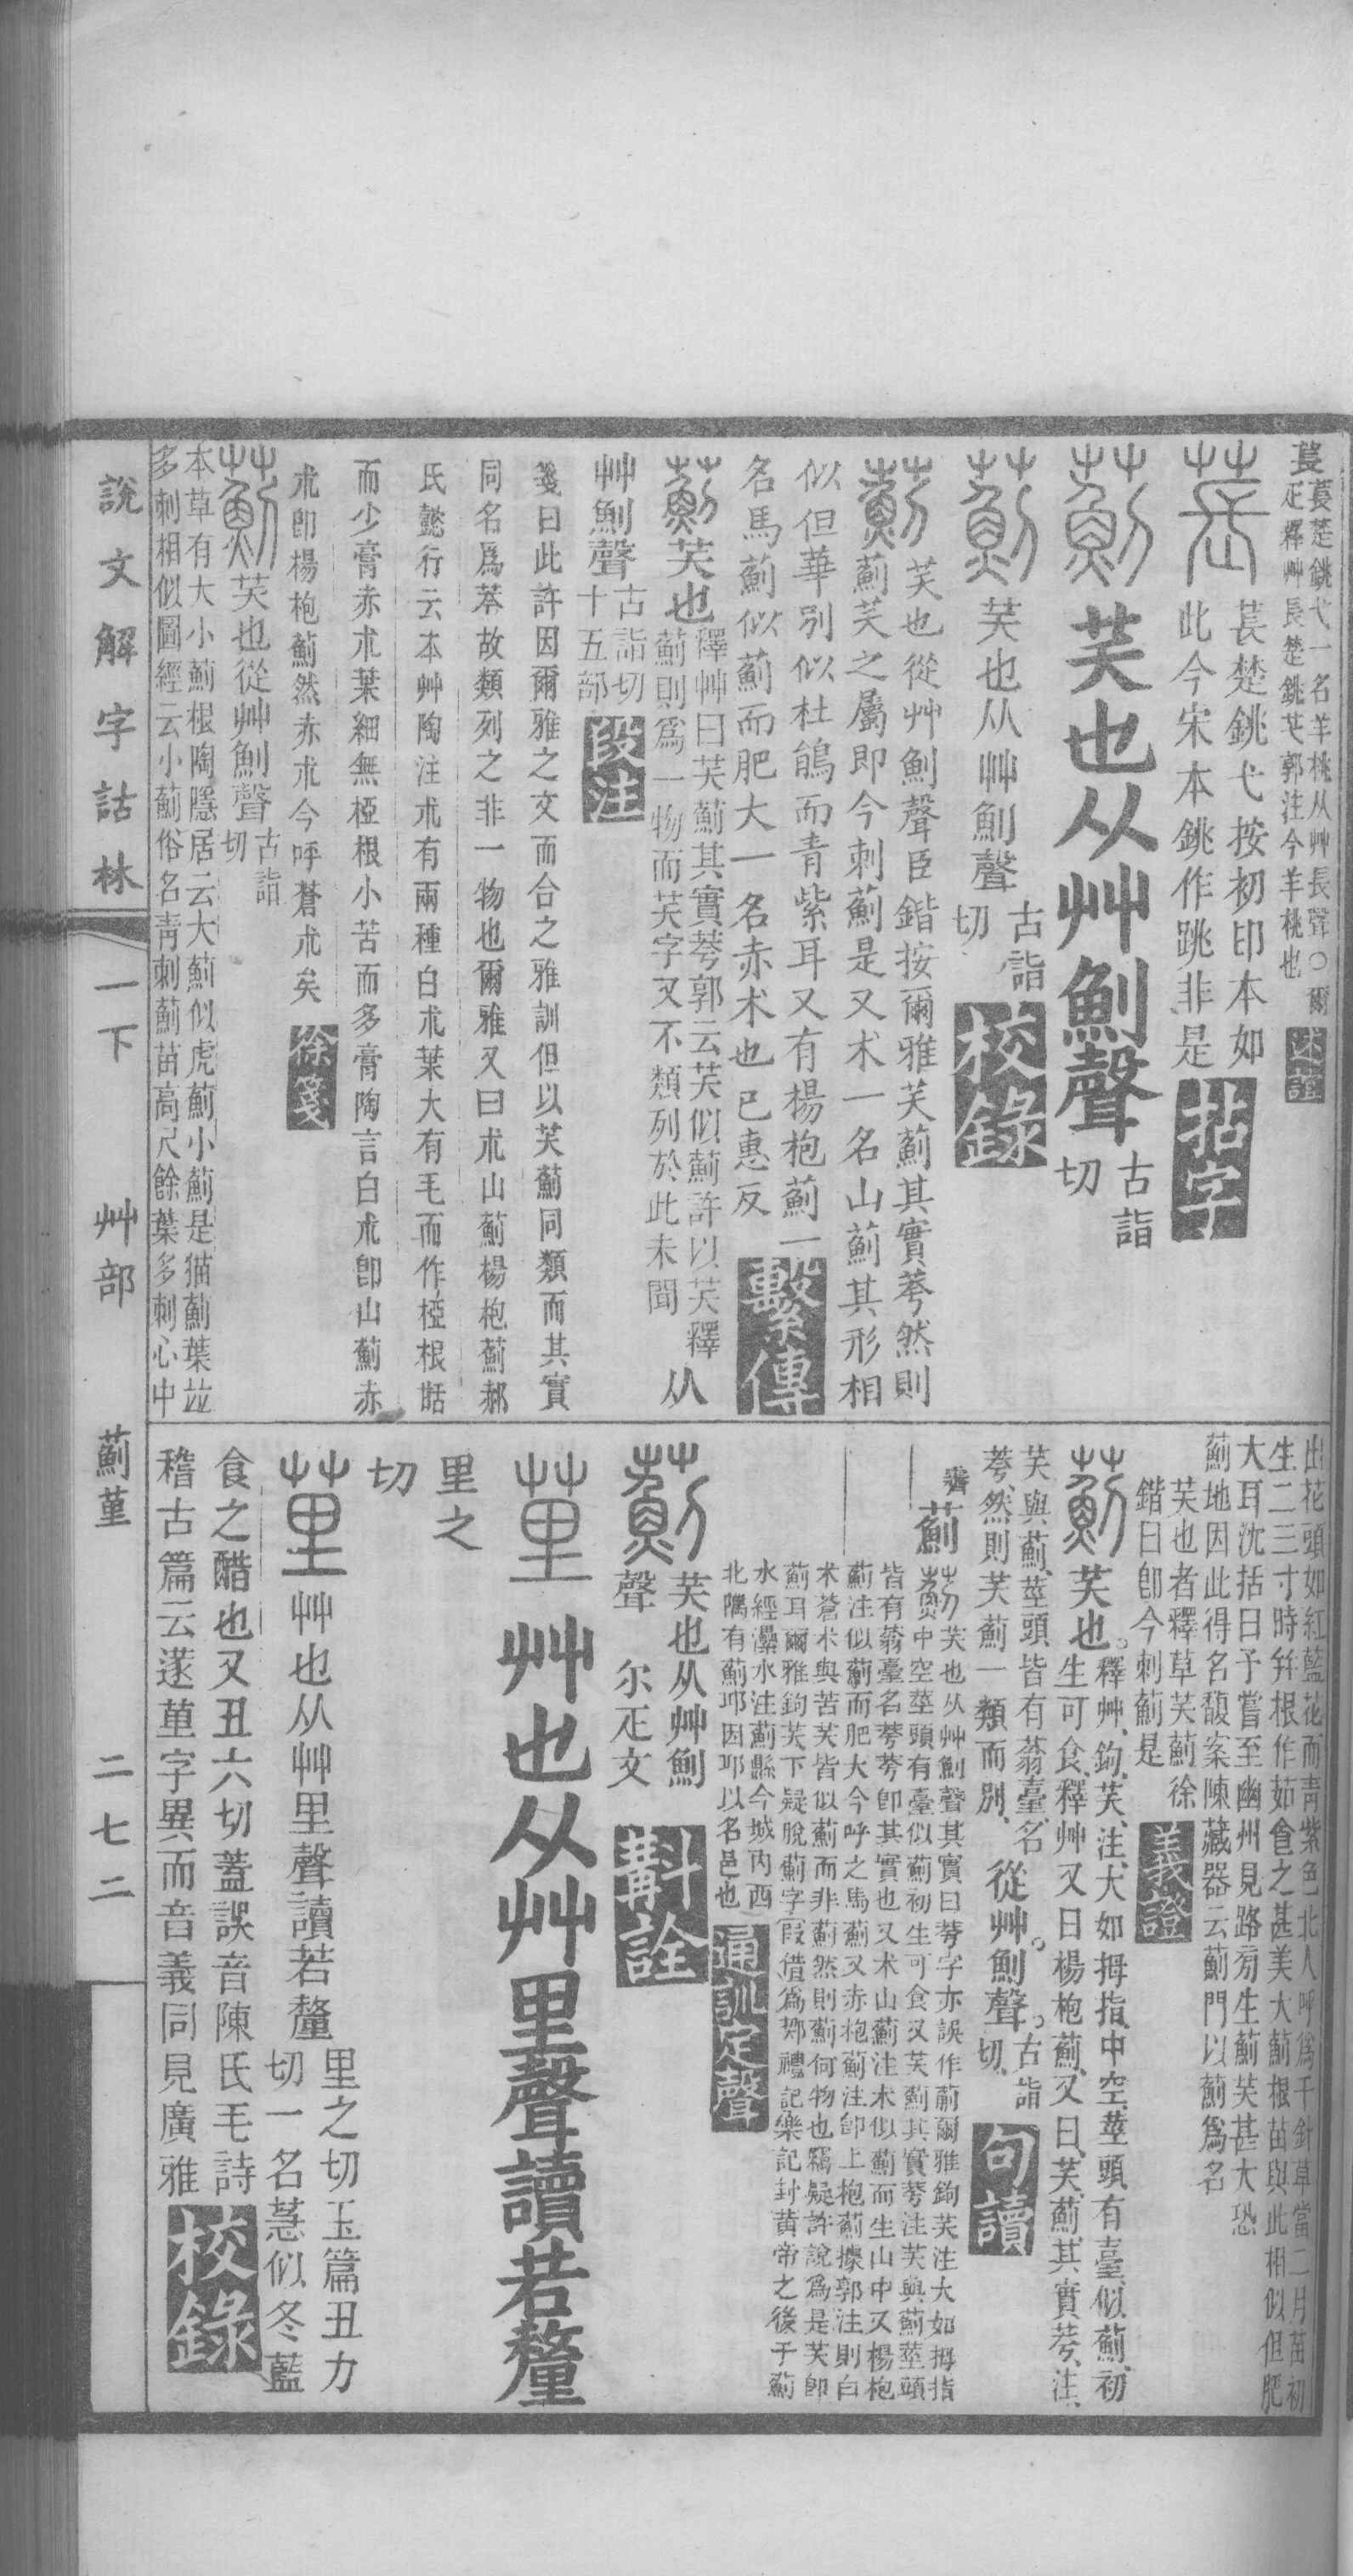 萇萇楚銚弋一名羊桃从艸長聲○爾
疋釋艸長楚銚芅郭注今羊桃也述誼
萇楚銚弋按初印本如
此今宋本銚作跳非是拈字
薊芺也从艸魝聲古詣
切
薊芺也从艸魝聲古詣
切校錄
薊芺也從艸魝聲臣鍇按爾雅芺薊其實荂然則
薊芺之屬即今刺薊是又朮一名山薊其形相
似但華別似杜鵑而青紫耳又有楊枹薊一
名馬薊似薊而肥大一名赤朮也己惠反繫傳
薊芺也釋艸曰芺薊其實荂郭云芺似薊許以芺釋
薊則爲一物而芺字又不類列於此未聞从
艸魝聲古詣切
十五部段注
箋曰此許因爾雅之文而合之雅訓但以芺薊同類而其實
同名爲荂故類列之非一物也爾雅又曰朮山薊楊枹薊郝
氏懿行云本艸陶注朮有兩種白朮葉大有毛而作椏根甜
而少膏赤朮葉細無椏根小苦而多膏陶言白朮卽山薊赤
朮卽楊枹薊然赤朮今呼蒼朮矣徐箋
薊芺也從艸魝聲古詣
切
本草有大小薊根陶隱居云大薊似虎薊小薊是猫薊葉竝
多刺相似圖經云小薊俗名靑刺薊苗高尺餘葉多刺心中
出花頭如紅藍花而靑紫色北人呼爲千針草當二月苗初
生二三寸時幷根作茹食之甚美大薊根苗與此相似但肥
大耳沈括曰予嘗至幽州見路旁生薊芺甚大恐
薊地因此得名馥案陳藏器云薊門以薊爲名
芺也者釋草芺薊徐
鍇曰卽今刺薊是義證
薊芺也。釋艸、鉤、芺、注、大如拇指、中空、莖頭有臺、似薊、初
生可食、釋艸又曰楊枹薊、又曰、芺、薊、其實荂、注、
芺與薊、莖頭皆有蓊臺、名
荂、然則芺薊一類而別、從艸魝聲。古詣
切、句讀
薊芺也从艸魝聲其實曰荂字亦誤作葪爾雅鉤芺注大如拇指
中空莖頭有臺似薊初生可食又芺薊其實荂注芺與薊莖頭
皆有蓊臺名荂荂卽其實也又朮山薊注朮似薊而生山中又楊枹
薊注似薊而肥大今呼之馬薊又赤枹薊注卽上枹薊據郭注則白
朮蒼朮與苦芺皆似薊而非薊然則薊何物也竊疑許說爲是芺卽
薊耳爾雅鉤芺下疑脫薊字叚借爲䣁禮記樂記封黃帝之後于薊
水經灅水注薊縣今城內西
北隅有薊邱因邱以名邑也通訓定聲
薊芺也从艸魝
聲尔疋文斠詮
荲艸也从艸里聲讀若釐
里之
切
荲艸也从艸里聲讀若釐里之切玉篇丑力
切一名蓫似冬藍
食之醋也又丑六切蓋誤音陳氏毛詩
稽古篇云蓫荲字異而音義同見廣雅校錄
說文解字詁林
一下
艸部
薊荲
二七二